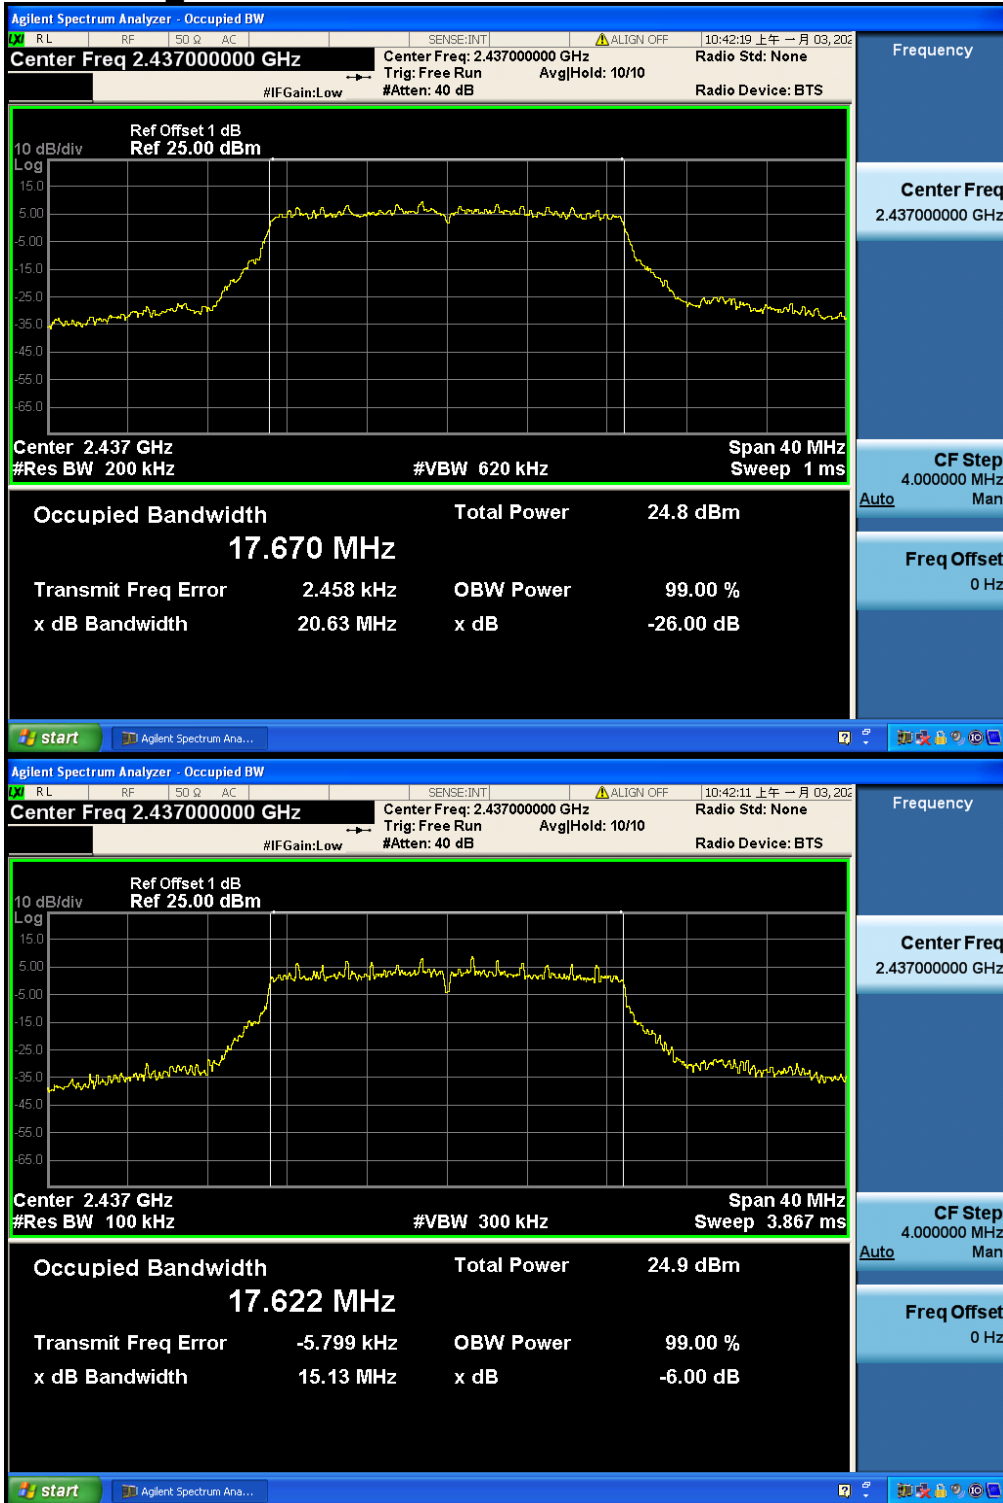 Agilent Spectrum Analyzer - Occupied BW
LXI RL RF 50 Ω AC SENSE:INT ALIGN OFF 10:42:19 上午 一月 03, 202
Center Freq 2.437000000 GHz
Center Freq: 2.437000000 GHz
Radio Std: None
Trig: Free Run Avg|Hold: 10/10
#IFGain:Low #Atten: 40 dB
Radio Device: BTS
Frequency
Ref Offset 1 dB
10 dB/div Ref 25.00 dBm
Log
15.0
5.00
-5.00
-15.0
-25.0
-35.0
-45.0
-55.0
-65.0
Center Freq
2.437000000 GHz
Center 2.437 GHz Span 40 MHz
#Res BW 200 kHz #VBW 620 kHz Sweep 1 ms
CF Step
4.000000 MHz
Auto Man
Occupied Bandwidth Total Power 24.8 dBm
17.670 MHz
Transmit Freq Error 2.458 kHz OBW Power 99.00 %
x dB Bandwidth 20.63 MHz x dB -26.00 dB
Freq Offset
0 Hz
start Agilent Spectrum Ana...
Agilent Spectrum Analyzer - Occupied BW
LXI RL RF 50 Ω AC SENSE:INT ALIGN OFF 10:42:11 上午 一月 03, 202
Center Freq 2.437000000 GHz
Center Freq: 2.437000000 GHz
Radio Std: None
Trig: Free Run Avg|Hold: 10/10
#IFGain:Low #Atten: 40 dB
Radio Device: BTS
Frequency
Ref Offset 1 dB
10 dB/div Ref 25.00 dBm
Log
15.0
5.00
-5.00
-15.0
-25.0
-35.0
-45.0
-55.0
-65.0
Center Freq
2.437000000 GHz
Center 2.437 GHz Span 40 MHz
#Res BW 100 kHz #VBW 300 kHz Sweep 3.867 ms
CF Step
4.000000 MHz
Auto Man
Occupied Bandwidth Total Power 24.9 dBm
17.622 MHz
Transmit Freq Error -5.799 kHz OBW Power 99.00 %
x dB Bandwidth 15.13 MHz x dB -6.00 dB
Freq Offset
0 Hz
start Agilent Spectrum Ana...